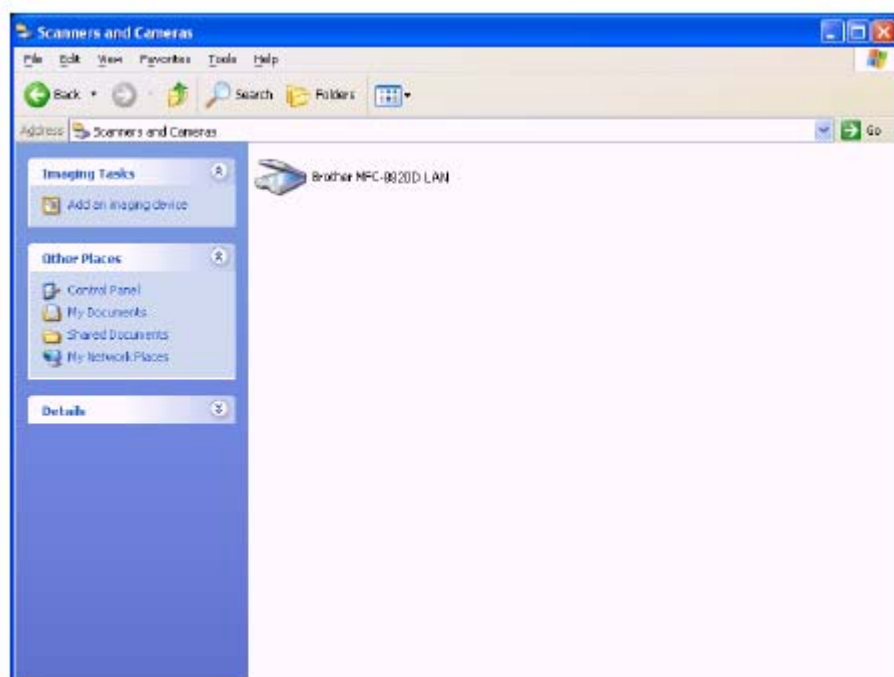 Scanners and Cameras
File Edit View Favorites Tools Help
Back Search Folders
Address Scanners and Cameras Go
Imaging Tasks
Add an imaging device
Brother MFC-8820D LAN
Other Places
Control Panel
My Documents
Shared Documents
My Network Places
Details